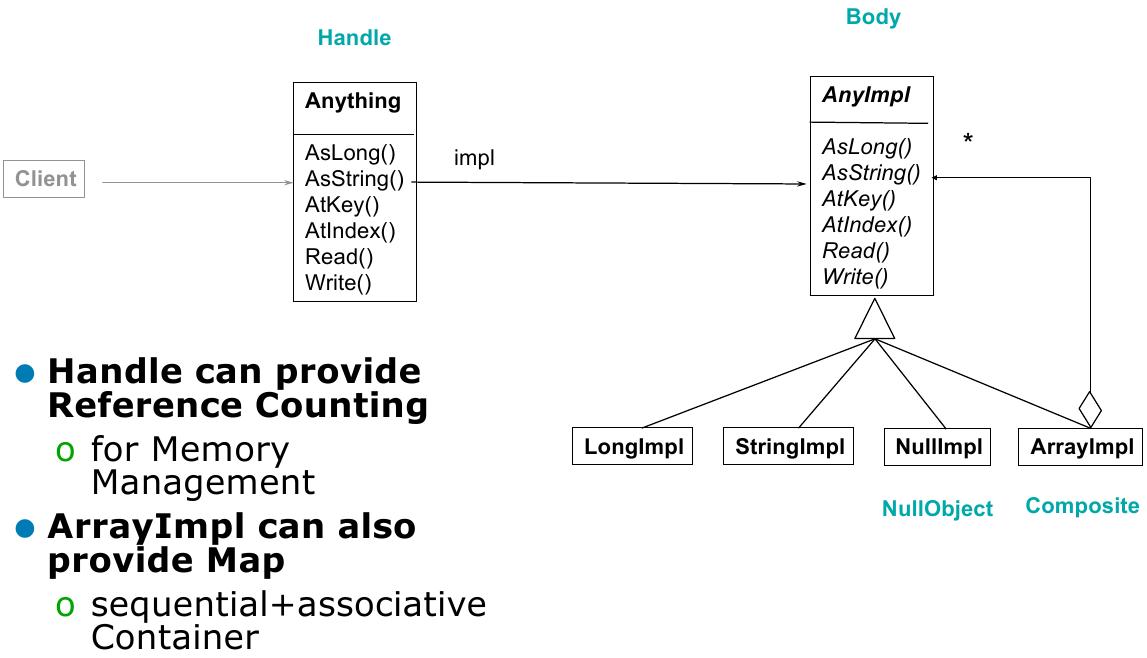 Handle
Body
Anything
AsLong()
AsString()
AtKey()
AtIndex()
Read()
Write()
Client
impl
AnyImpl
AsLong()
AsString()
AtKey()
AtIndex()
Read()
Write()
*
LongImpl
StringImpl
NullImpl
ArrayImpl
NullObject
Composite
Handle can provide
Reference Counting
o for Memory
Management
ArrayImpl can also
provide Map
o sequential+associative
Container